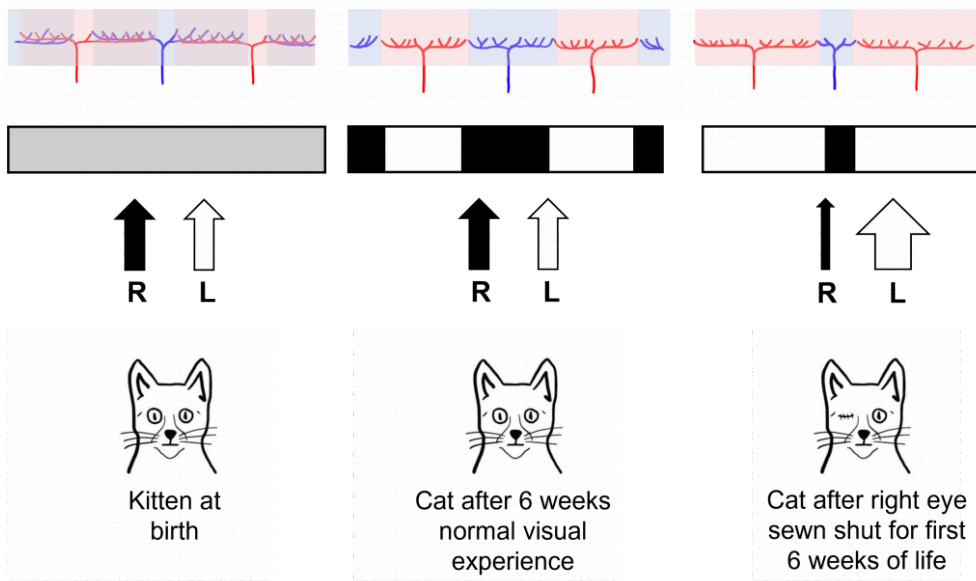 R L
R L
R L
Kitten at
birth
Cat after 6 weeks
normal visual
experience
Cat after right eye
sewn shut for first
6 weeks of life